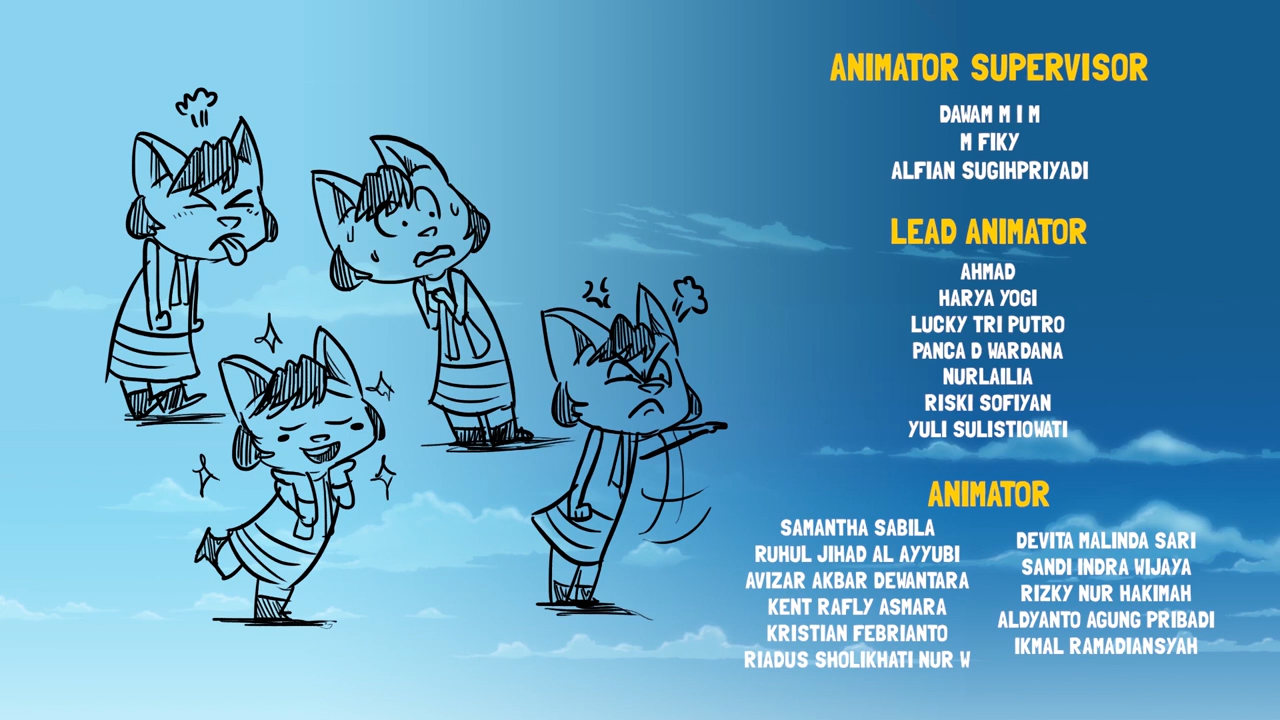 ANIMATOR SUPERVISOR
DAWAM M I M
M FIKY
ALFIAN SUGIHPRIYADI
LEAD ANIMATOR
AHMAD
HARYA YOGI
LUCKY TRI PUTRO
PANCA D WARDANA
NURLAILIA
RISKI SOFIYAN
YULI SULISTIOWATI
ANIMATOR
SAMANTHA SABILA
RUHUL JIHAD AL AYYUBI
AVIZAR AKBAR DEWANTARA
KENT RAFLY ASMARA
KRISTIAN FEBRIANTO
RIADUS SHOLIKHATI NUR W
DEVITA MALINDA SARI
SANDI INDRA WIJAYA
RIZKY NUR HAKIMAH
ALDYANTO AGUNG PRIBADI
IKMAL RAMADIANSYAH